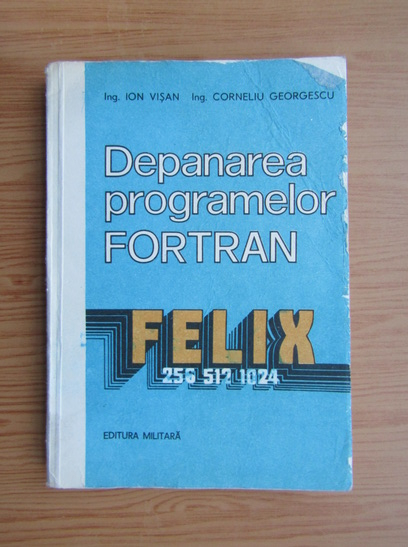 Ing. ION VIȘAN Ing. CORNELIU GEORGESCU
Depanarea
programelor
FORTRAN
FELIX
256 512 1024
EDITURA MILITARĂ